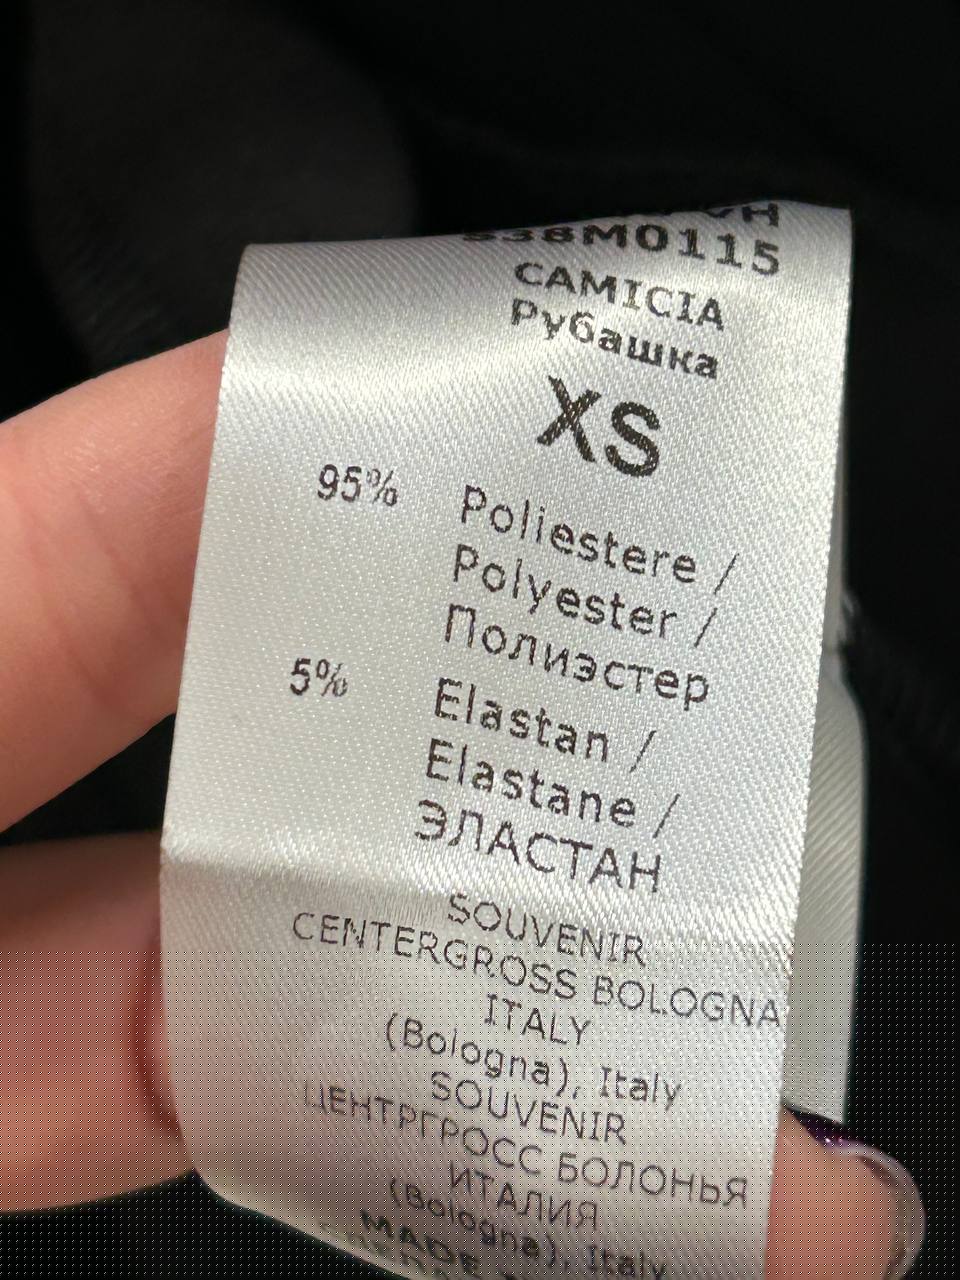 S38M0115
CAMICIA
Рубашка
XS
95% Poliestere /
Polyester /
Полиэстер
5% Elastan /
Elastane /
ЭЛАСТАН
SOUVENIR
CENTERGROSS BOLOGNA
ITALY
(Bologna), Italy
SOUVENIR
ЦЕНТРГРОСС БОЛОНЬЯ
ИТАЛИЯ
(Bologna), Italy
MADE